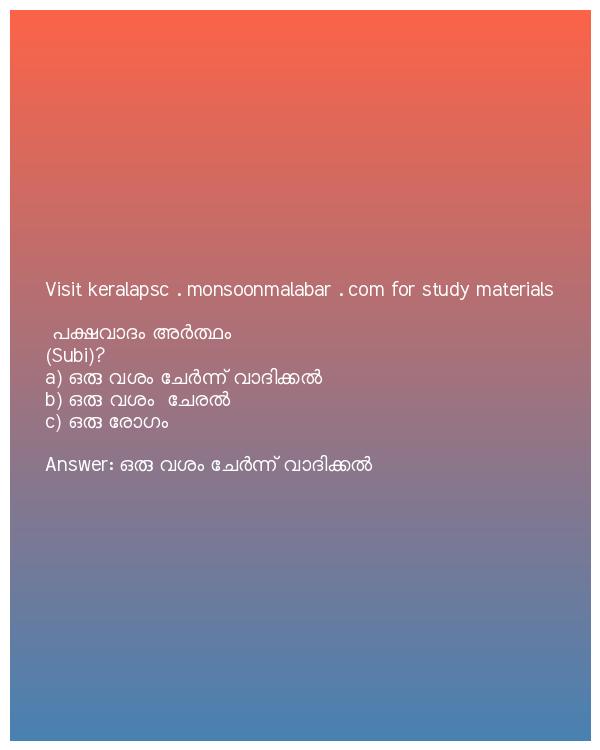 Visit keralapsc . monsoonmalabar . com for study materials
പക്ഷവാദം അർത്ഥം
(Subi)?
a) ഒരു വശം ചേർന്ന് വാദിക്കൽ
b) ഒരു വശം  ചേരൽ
c) ഒരു രോഗം
Answer: ഒരു വശം ചേർന്ന് വാദിക്കൽ